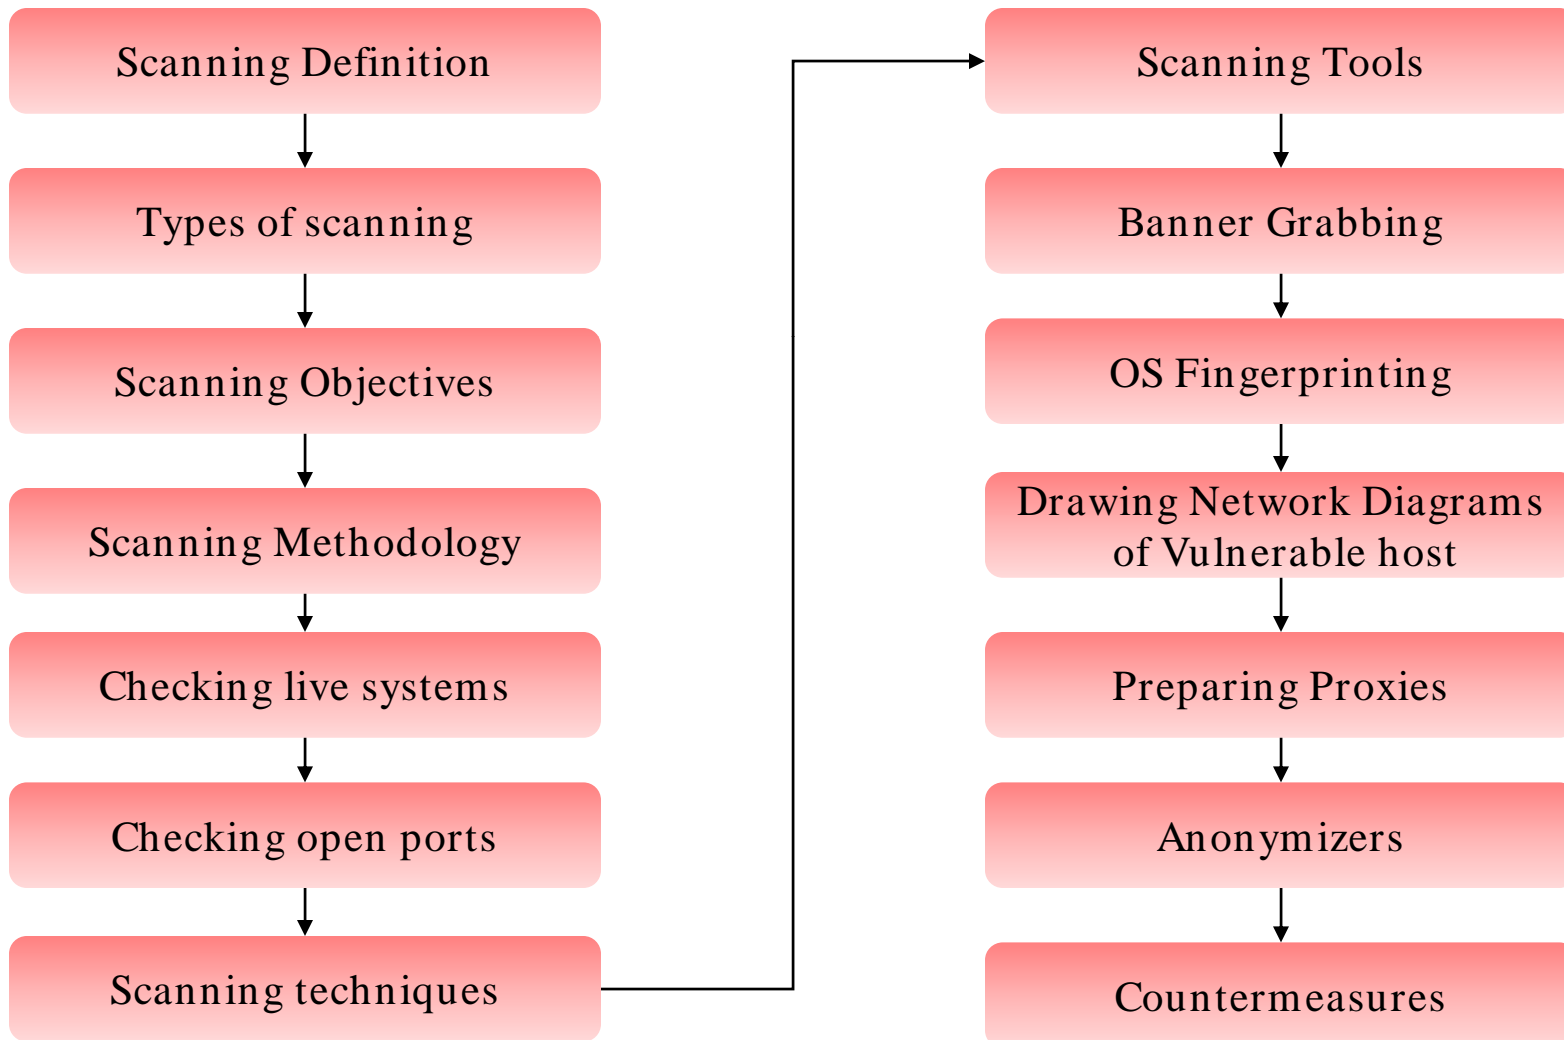 Scanning Definition
Types of scanning
Scanning Objectives
Scanning Methodology
Checking live systems
Checking open ports
Scanning techniques
Scanning Tools
Banner Grabbing
OS Fingerprinting
Drawing Network Diagrams
of Vulnerable host
Preparing Proxies
Anonymizers
Countermeasures